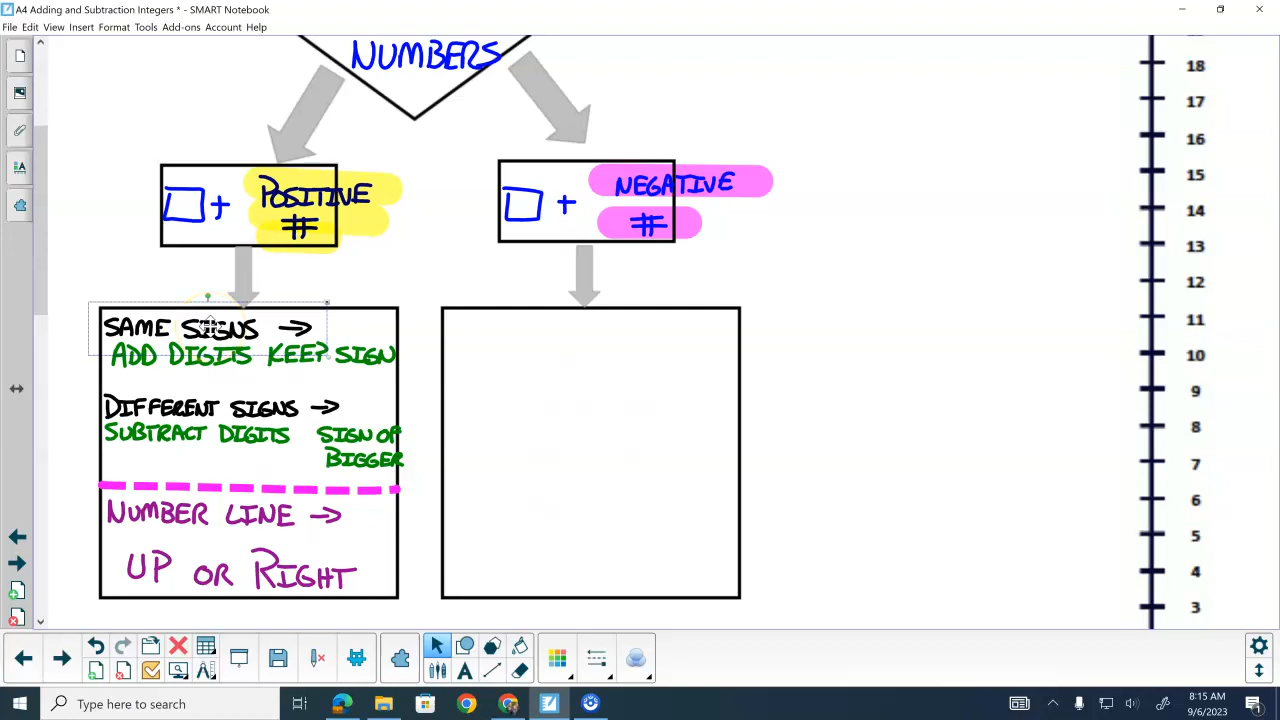 A4 Adding and Subtraction Integers * - SMART Notebook
File Edit View Insert Format Tools Add-ons Account Help
NUMBERS
+ POSITIVE
#
+ NEGATIVE
#
SAME SIGNS →
ADD DIGITS KEEP SIGN
DIFFERENT SIGNS →
SUBTRACT DIGITS SIGN OF
BIGGER
NUMBER LINE →
UP OR RIGHT
18
17
16
15
14
13
12
11
10
9
8
7
6
5
4
3
Type here to search
8:15 AM
9/6/2023